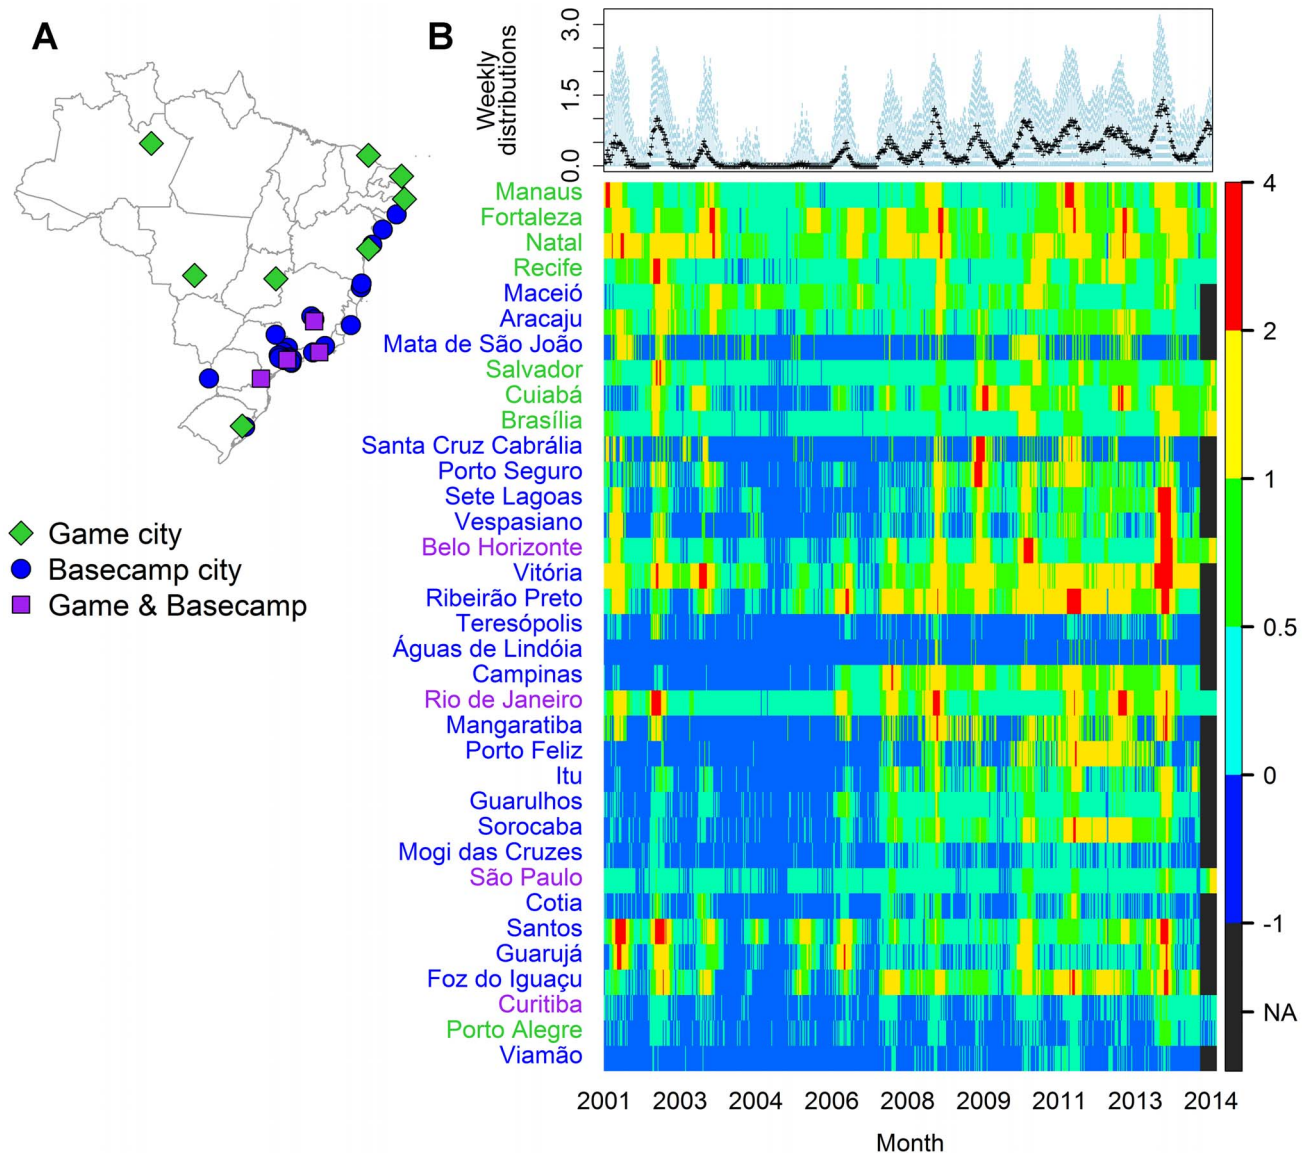 A
B
Weekly
distributions
3.0
1.5
0.0
Game city
Basecamp city
Game & Basecamp
Manaus
Fortaleza
Natal
Recife
Maceió
Aracaju
Mata de São João
Salvador
Cuiabá
Brasília
Santa Cruz Cabrália
Porto Seguro
Sete Lagoas
Vespasiano
Belo Horizonte
Vitória
Ribeirão Preto
Teresópolis
Águas de Lindóia
Campinas
Rio de Janeiro
Mangaratiba
Porto Feliz
Itu
Guarulhos
Sorocaba
Mogi das Cruzes
São Paulo
Cotia
Santos
Guarujá
Foz do Iguaçu
Curitiba
Porto Alegre
Viamão
4
2
1
0.5
0
-1
NA
2001 2003 2004 2006 2008 2009 2011 2013 2014
Month